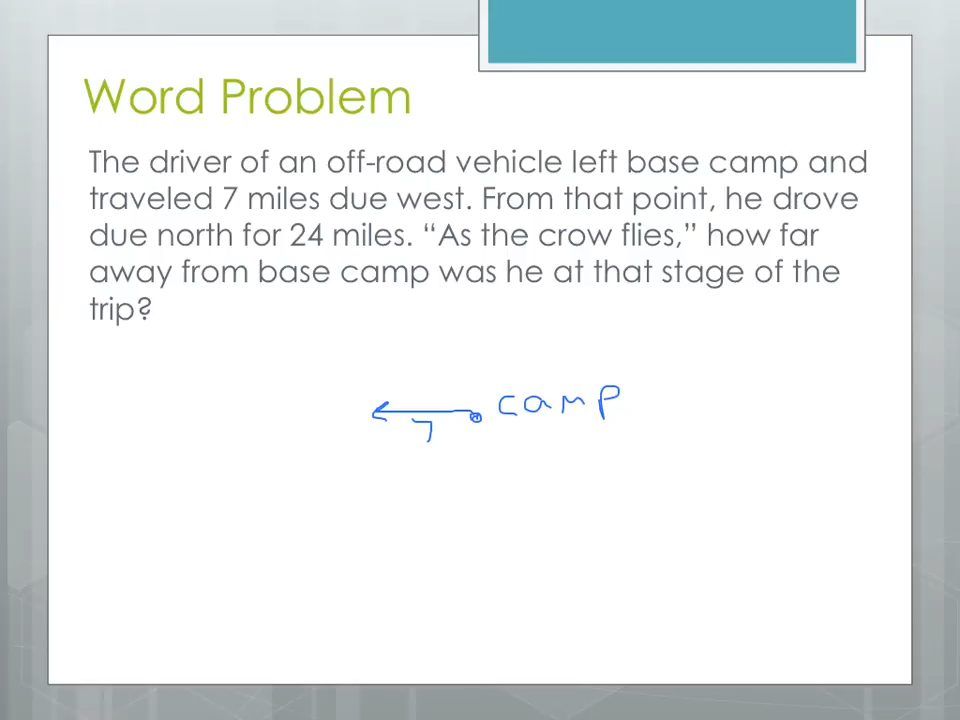 Word Problem
The driver of an off-road vehicle left base camp and
traveled 7 miles due west. From that point, he drove
due north for 24 miles. “As the crow flies,” how far
away from base camp was he at that stage of the
trip?
camp
7